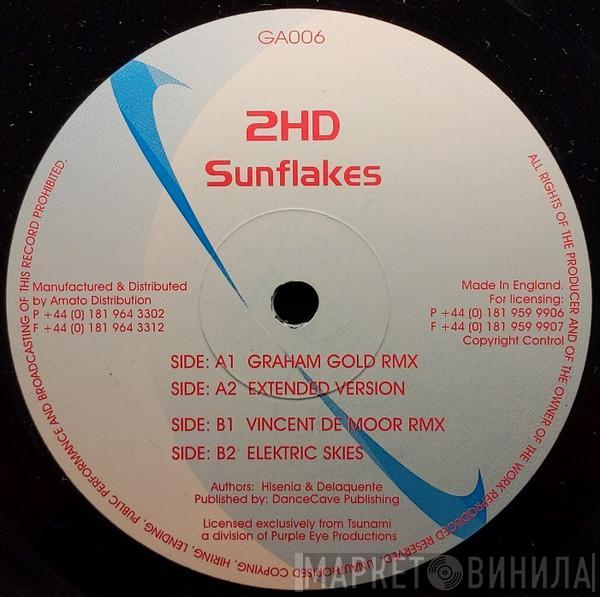 GA006
2HD
Sunflakes
ALL RIGHTS OF THE PRODUCER AND OF THE OWNER OF THE WORK REPRODUCED RESERVED. UNAUTHORISED COPYING, HIRING, LENDING, PUBLIC PERFORMANCE AND BROADCASTING OF THIS RECORD PROHIBITED.
Manufactured & Distributed
by Amato Distribution
P +44 (0) 181 964 3302
F +44 (0) 181 964 3312
Made In England.
For licensing:
P +44 (0) 181 959 9906
F +44 (0) 181 959 9907
Copyright Control
SIDE: A1 GRAHAM GOLD RMX
SIDE: A2 EXTENDED VERSION
SIDE: B1 VINCENT DE MOOR RMX
SIDE: B2 ELEKTRIC SKIES
Authors: Hisenia & Delaquente
Published by: DanceCave Publishing
Licensed exclusively from Tsunami
a division of Purple Eye Productions
МАРКЕТ ВИНИЛА